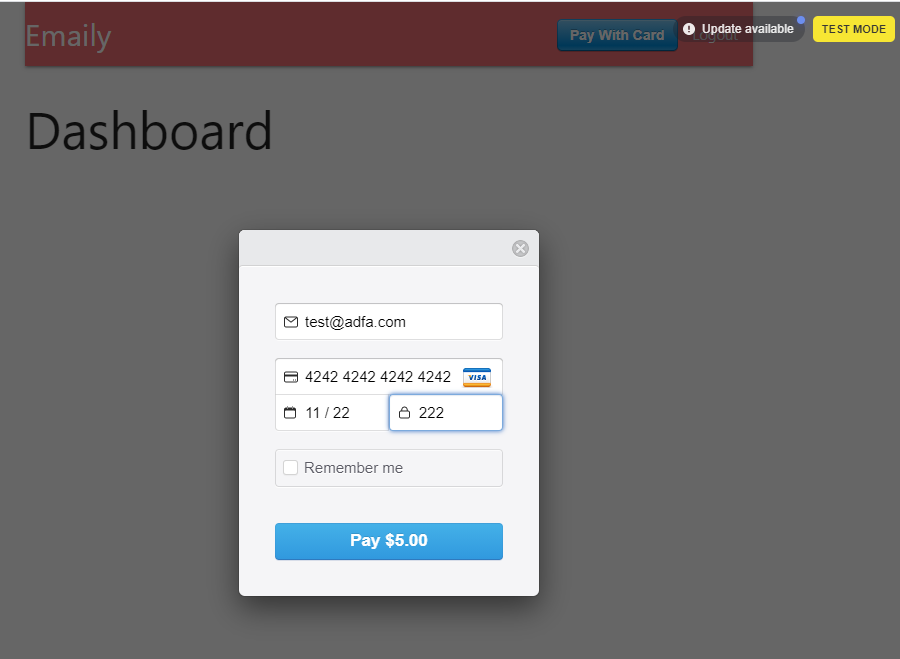 Emaily
Pay With Card
Logout
Update available
TEST MODE
Dashboard
test@adfa.com
4242 4242 4242 4242 VISA
11 / 22
222
Remember me
Pay $5.00